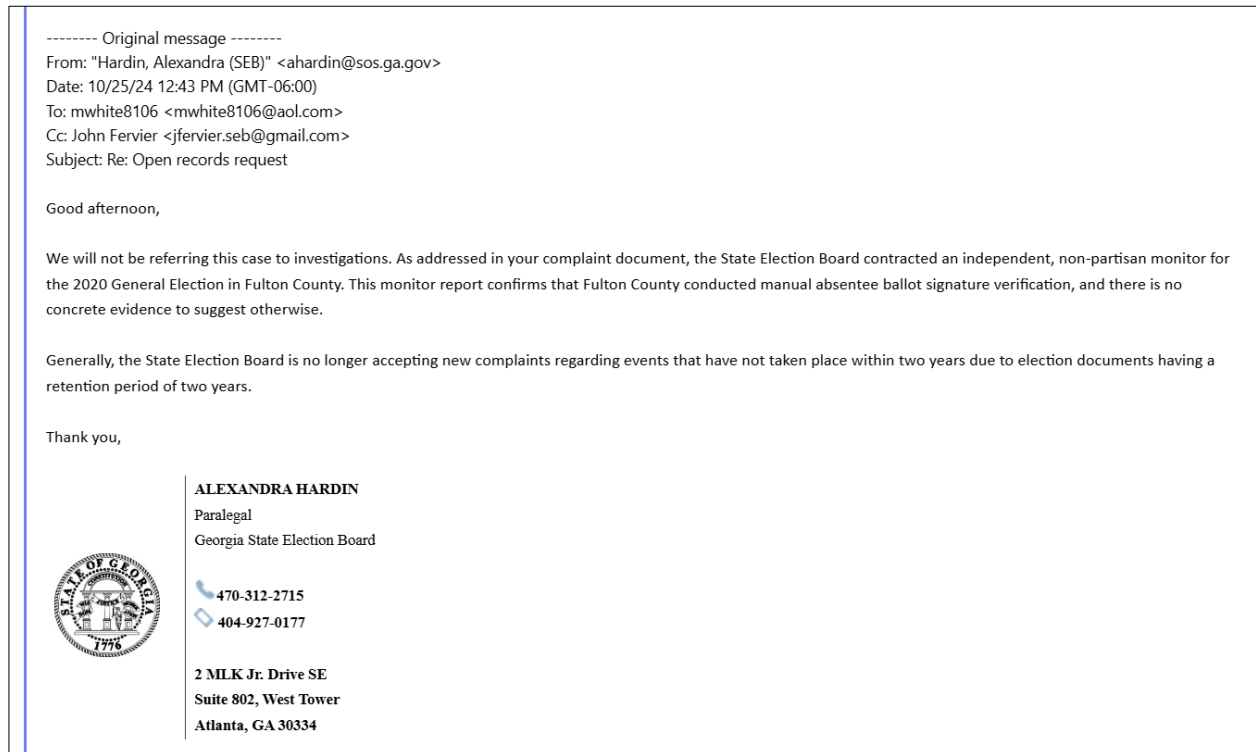 -------- Original message --------
From: "Hardin, Alexandra (SEB)" <ahardin@sos.ga.gov>
Date: 10/25/24 12:43 PM (GMT-06:00)
To: mwhite8106 <mwhite8106@aol.com>
Cc: John Fervier <jfervier.seb@gmail.com>
Subject: Re: Open records request
Good afternoon,
We will not be referring this case to investigations. As addressed in your complaint document, the State Election Board contracted an independent, non-partisan monitor for
the 2020 General Election in Fulton County. This monitor report confirms that Fulton County conducted manual absentee ballot signature verification, and there is no
concrete evidence to suggest otherwise.
Generally, the State Election Board is no longer accepting new complaints regarding events that have not taken place within two years due to election documents having a
retention period of two years.
Thank you,
ALEXANDRA HARDIN
Paralegal
Georgia State Election Board
STATE OF GEORGIA
CONSTITUTION
1776
470-312-2715
404-927-0177
2 MLK Jr. Drive SE
Suite 802, West Tower
Atlanta, GA 30334